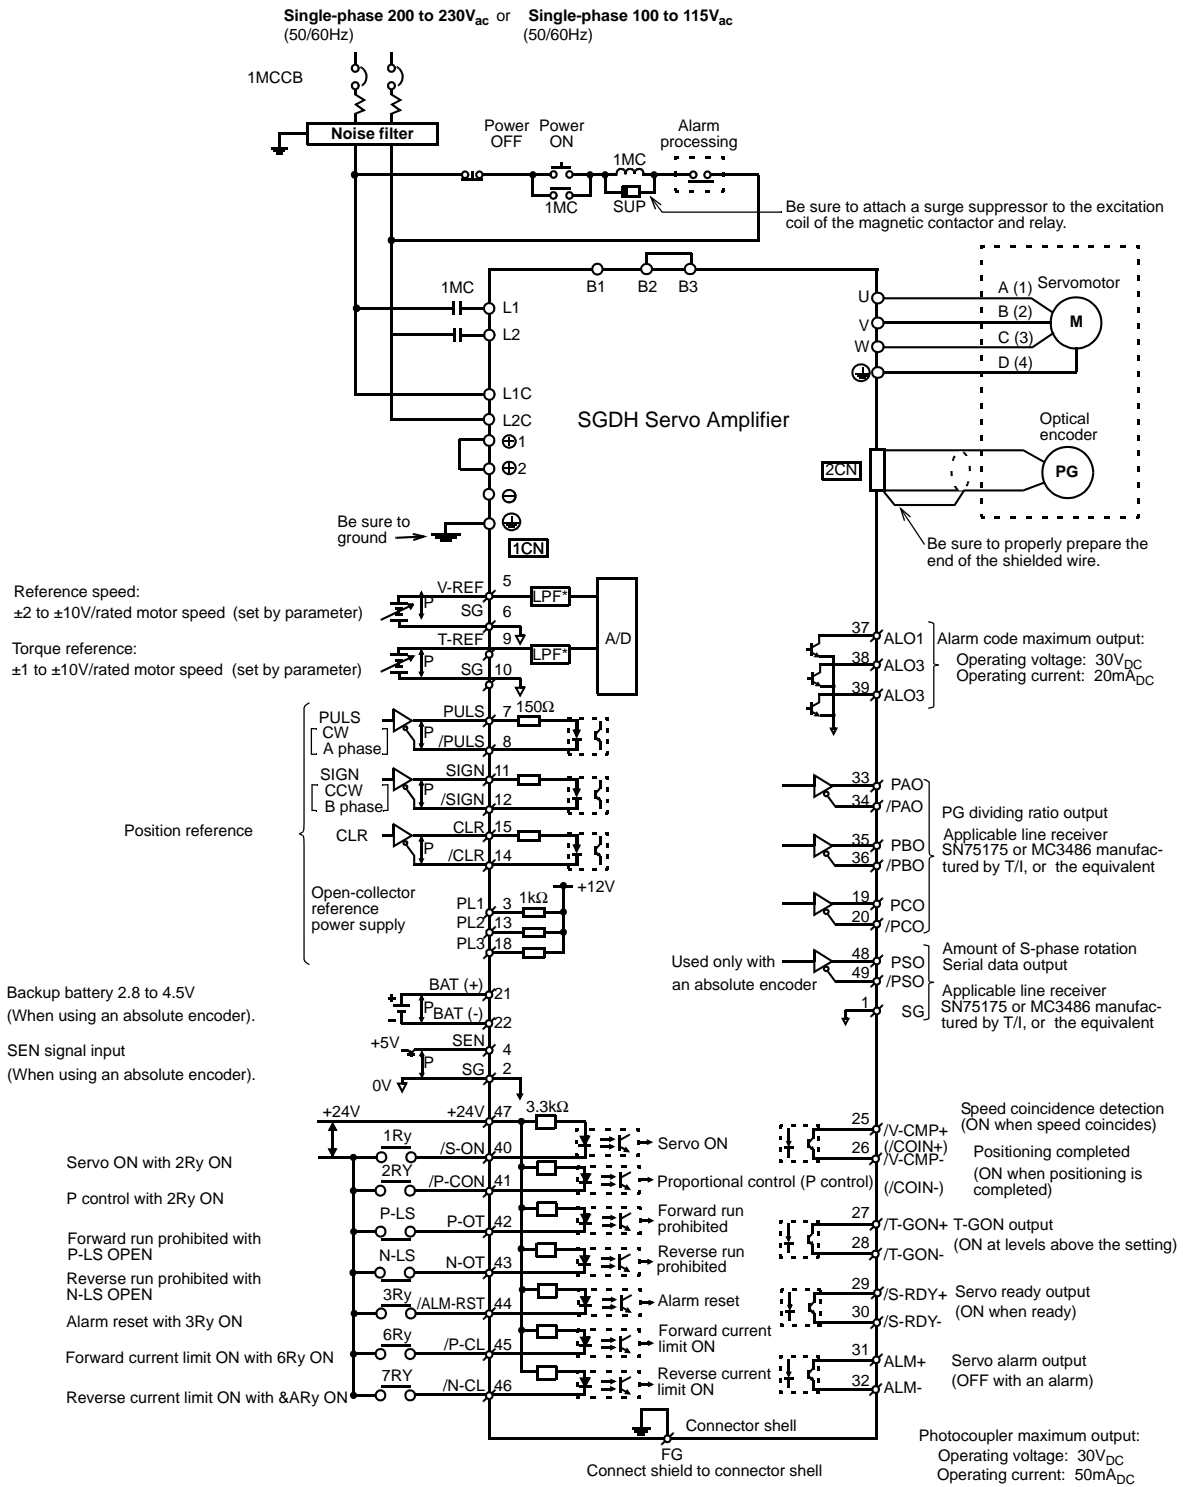 Single-phase 200 to 230Vac or Single-phase 100 to 115Vac
(50/60Hz) (50/60Hz)
1MCCB
Noise filter
Power OFF
Power ON
Alarm processing
1MC
1MC
SUP
Be sure to attach a surge suppressor to the excitation
coil of the magnetic contactor and relay.
B1 B2 B3
1MC
L1
L2
L1C
L2C
⊕1
⊕2
⊖
Be sure to
ground
1CN
SGDH Servo Amplifier
U
V
W
A (1)
B (2)
C (3)
D (4)
Servomotor
M
Optical
encoder
PG
2CN
Be sure to properly prepare the
end of the shielded wire.
Reference speed:
±2 to ±10V/rated motor speed (set by parameter)
Torque reference:
±1 to ±10V/rated motor speed (set by parameter)
V-REF 5
P
SG 6
LPF*
T-REF 9
P
SG 10
LPF*
A/D
Position reference
PULS
CW
A phase
PULS 7 150Ω
P
/PULS 8
SIGN
CCW
B phase
SIGN 11
P
/SIGN 12
CLR
CLR 15
P
/CLR 14
Open-collector
reference
power supply
+12V
PL1 3 1kΩ
PL2 13
PL3 18
Backup battery 2.8 to 4.5V
(When using an absolute encoder).
+
-
BAT (+) 21
P
BAT (-) 22
SEN signal input
(When using an absolute encoder).
+5V
SEN 4
P
0V
SG 2
+24V
+24V 47 3.3kΩ
Servo ON with 2Ry ON
1Ry
/S-ON 40
Servo ON
P control with 2Ry ON
2RY
/P-CON 41
Proportional control (P control)
Forward run prohibited with
P-LS OPEN
P-LS
P-OT 42
Forward run
prohibited
Reverse run prohibited with
N-LS OPEN
N-LS
N-OT 43
Reverse run
prohibited
Alarm reset with 3Ry ON
3Ry
/ALM-RST 44
Alarm reset
Forward current limit ON with 6Ry ON
6Ry
/P-CL 45
Forward current
limit ON
Reverse current limit ON with &ARy ON
7RY
/N-CL 46
Reverse current
limit ON
Connector shell
FG
Connect shield to connector shell
37 ALO1
38 ALO3
39 ALO3
Alarm code maximum output:
Operating voltage: 30VDC
Operating current: 20mADC
33 PAO
34 /PAO
35 PBO
36 /PBO
19 PCO
20 /PCO
PG dividing ratio output
Applicable line receiver
SN75175 or MC3486 manufac-
tured by T/I, or the equivalent
Used only with
an absolute encoder
48 PSO
49 /PSO
1 SG
Amount of S-phase rotation
Serial data output
Applicable line receiver
SN75175 or MC3486 manufac-
tured by T/I, or the equivalent
25 /V-CMP+
(/COIN+)
26 /V-CMP-
(/COIN-)
Speed coincidence detection
(ON when speed coincides)
Positioning completed
(ON when positioning is
completed)
27 /T-GON+
28 /T-GON-
T-GON output
(ON at levels above the setting)
29 /S-RDY+
30 /S-RDY-
Servo ready output
(ON when ready)
31 ALM+
32 ALM-
Servo alarm output
(OFF with an alarm)
Photocoupler maximum output:
Operating voltage: 30VDC
Operating current: 50mADC